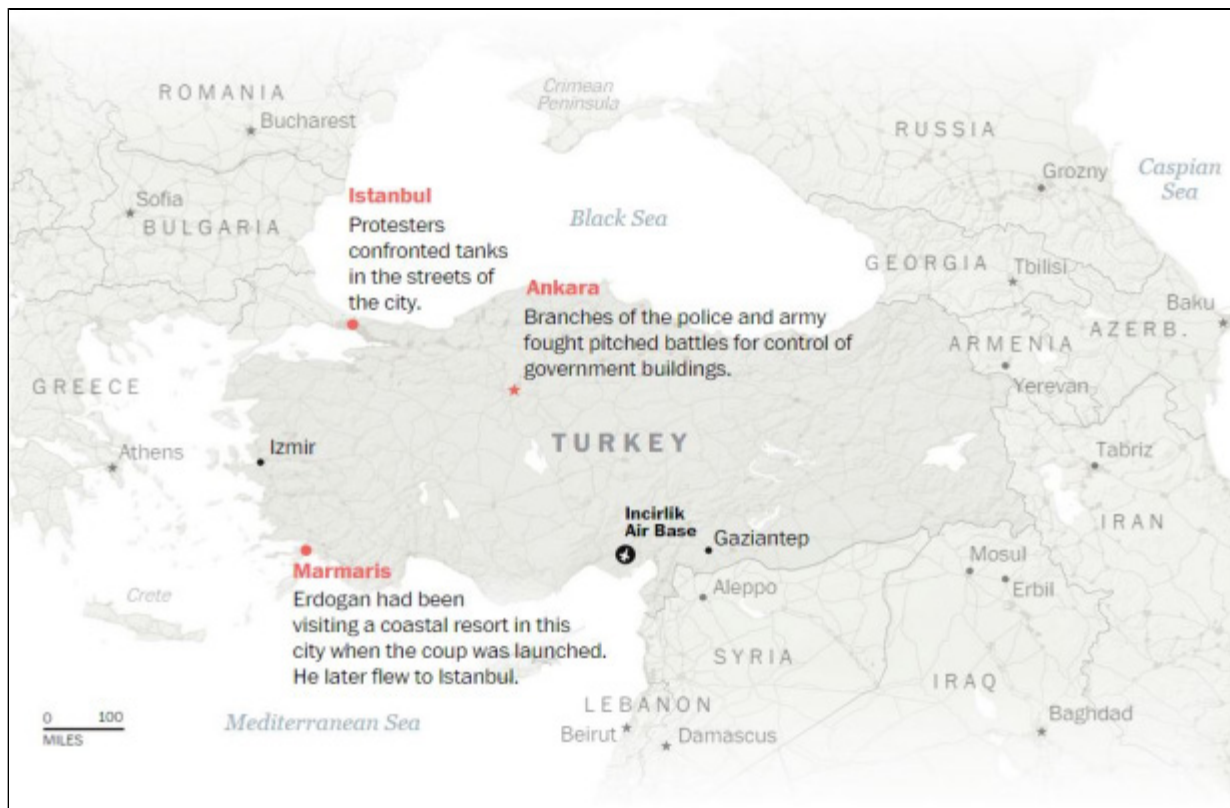 ROMANIA
Bucharest
Crimean
Peninsula
RUSSIA
Grozny
Caspian
Sea
Sofia
BULGARIA
Istanbul
Protesters
confronted tanks
in the streets of
the city.
Black Sea
GEORGIA
Tbilisi
Ankara
Branches of the police and army
fought pitched battles for control of
government buildings.
Baku
AZERB.
ARMENIA
Yerevan
GREECE
Athens
Izmir
TURKEY
Tabriz
IRAN
Incirlik
Air Base
Gaziantep
Mosul
Erbil
Marmaris
Erdogan had been
visiting a coastal resort in this
city when the coup was launched.
He later flew to Istanbul.
Crete
Aleppo
SYRIA
IRAQ
LEBANON
Beirut
Damascus
Baghdad
Mediterranean Sea
0 100
MILES